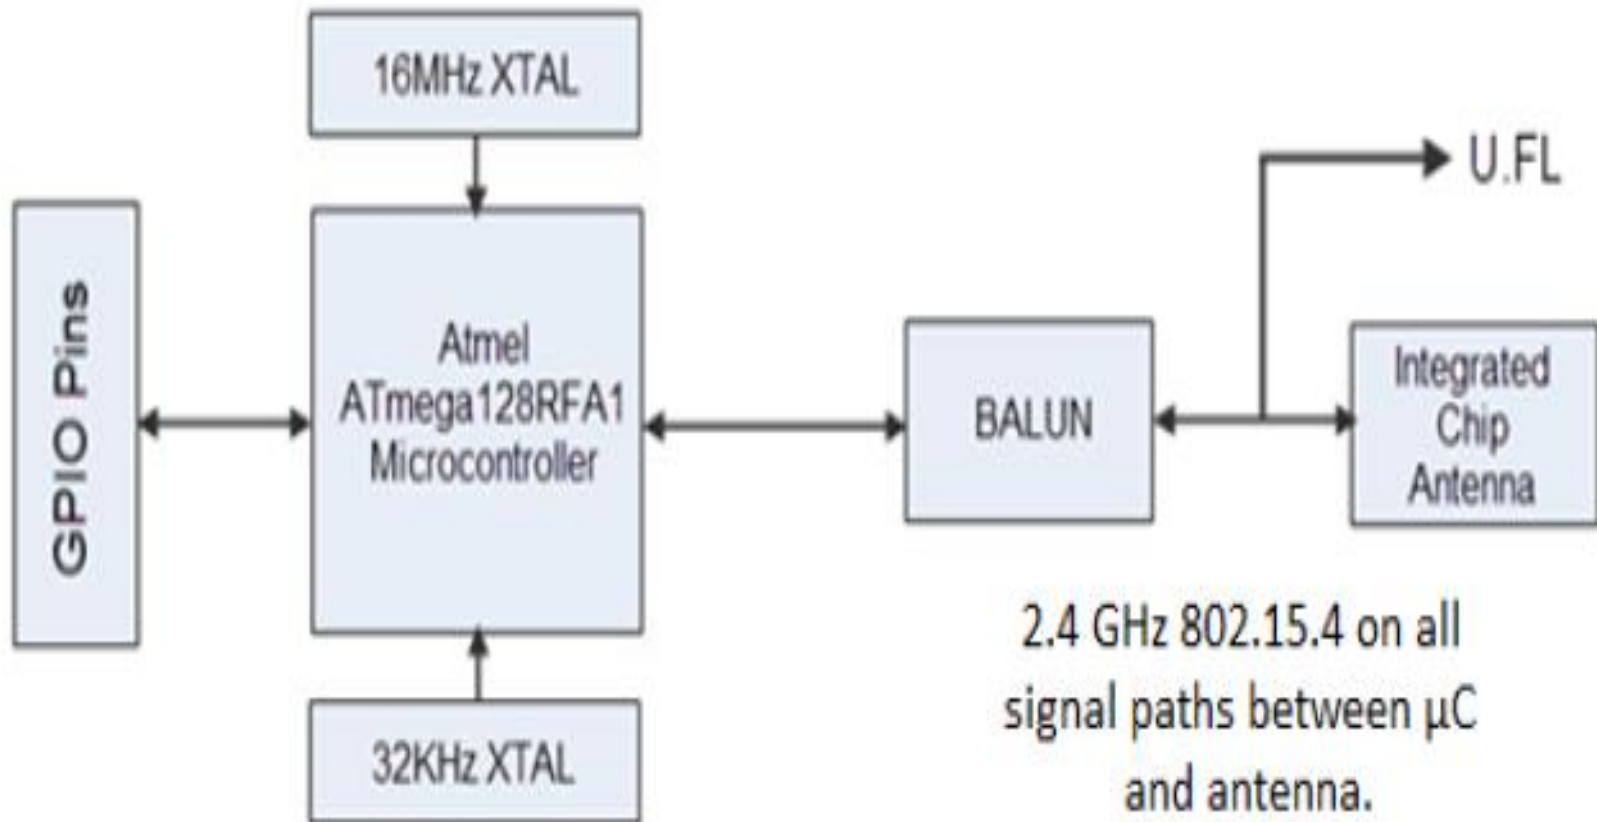 16MHz XTAL
U.FL
GPIO Pins
Atmel
ATmega128RFA1
Microcontroller
BALUN
Integrated
Chip
Antenna
32KHz XTAL
2.4 GHz 802.15.4 on all
signal paths between µC
and antenna.